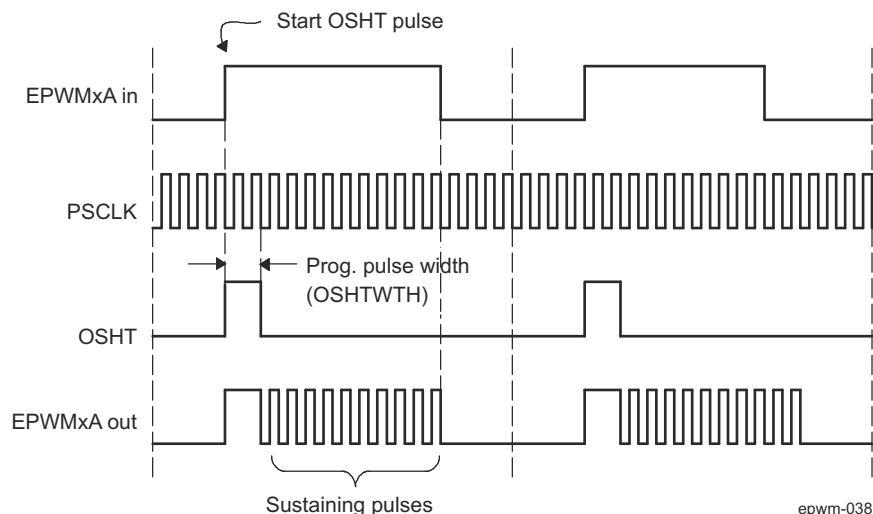 Start OSHT pulse
EPWMxA in
PSCLK
Prog. pulse width
(OSHTWTH)
OSHT
EPWMxA out
Sustaining pulses
epwm-038